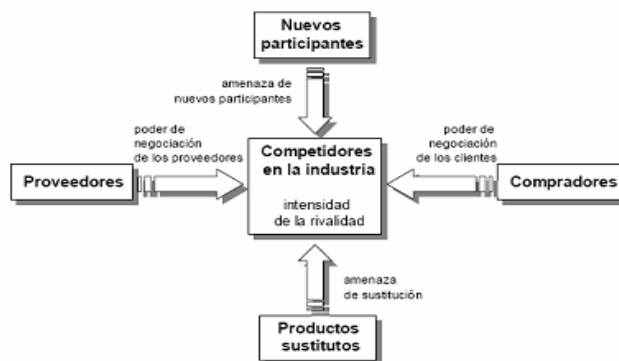 Nuevos
participantes
amenaza de
nuevos participantes
poder de
negociación
de los proveedores
poder de
negociación
de los clientes
Proveedores
Competidores
en la industria
intensidad
de la rivalidad
Compradores
amenaza
de sustitución
Productos
sustitutos